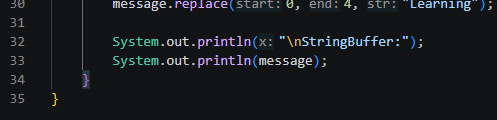 30 message.replace(start: 0, end: 4, str: "Learning");
31
32 System.out.println(x: "\nStringBuffer:");
33 System.out.println(message);
34 }
35 }